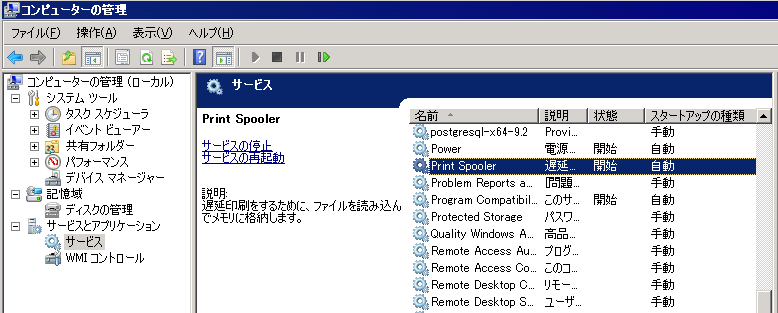 コンピューターの管理
ファイル(F) 操作(A) 表示(V) ヘルプ(H)
コンピューターの管理 (ローカル)
システム ツール
タスク スケジューラ
イベント ビューアー
共有フォルダー
パフォーマンス
デバイス マネージャー
記憶域
ディスクの管理
サービスとアプリケーション
サービス
WMI コントロール
サービス
Print Spooler
サービスの停止
サービスの再起動
説明:
遅延印刷をするために、ファイルを読み込ん
でメモリに格納します。
名前 説明 状態 スタートアップの種類
postgresql-x64-9.2 Provi... 手動
Power 電源... 開始 自動
Print Spooler 遅延... 開始 自動
Problem Reports a... [問題... 手動
Program Compatibil... このサ... 開始 自動
Protected Storage パスワ... 手動
Quality Windows A... 高品... 手動
Remote Access Au... プログ... 手動
Remote Access Co... このコ... 手動
Remote Desktop C... リモー... 手動
Remote Desktop S... ユーザ... 手動